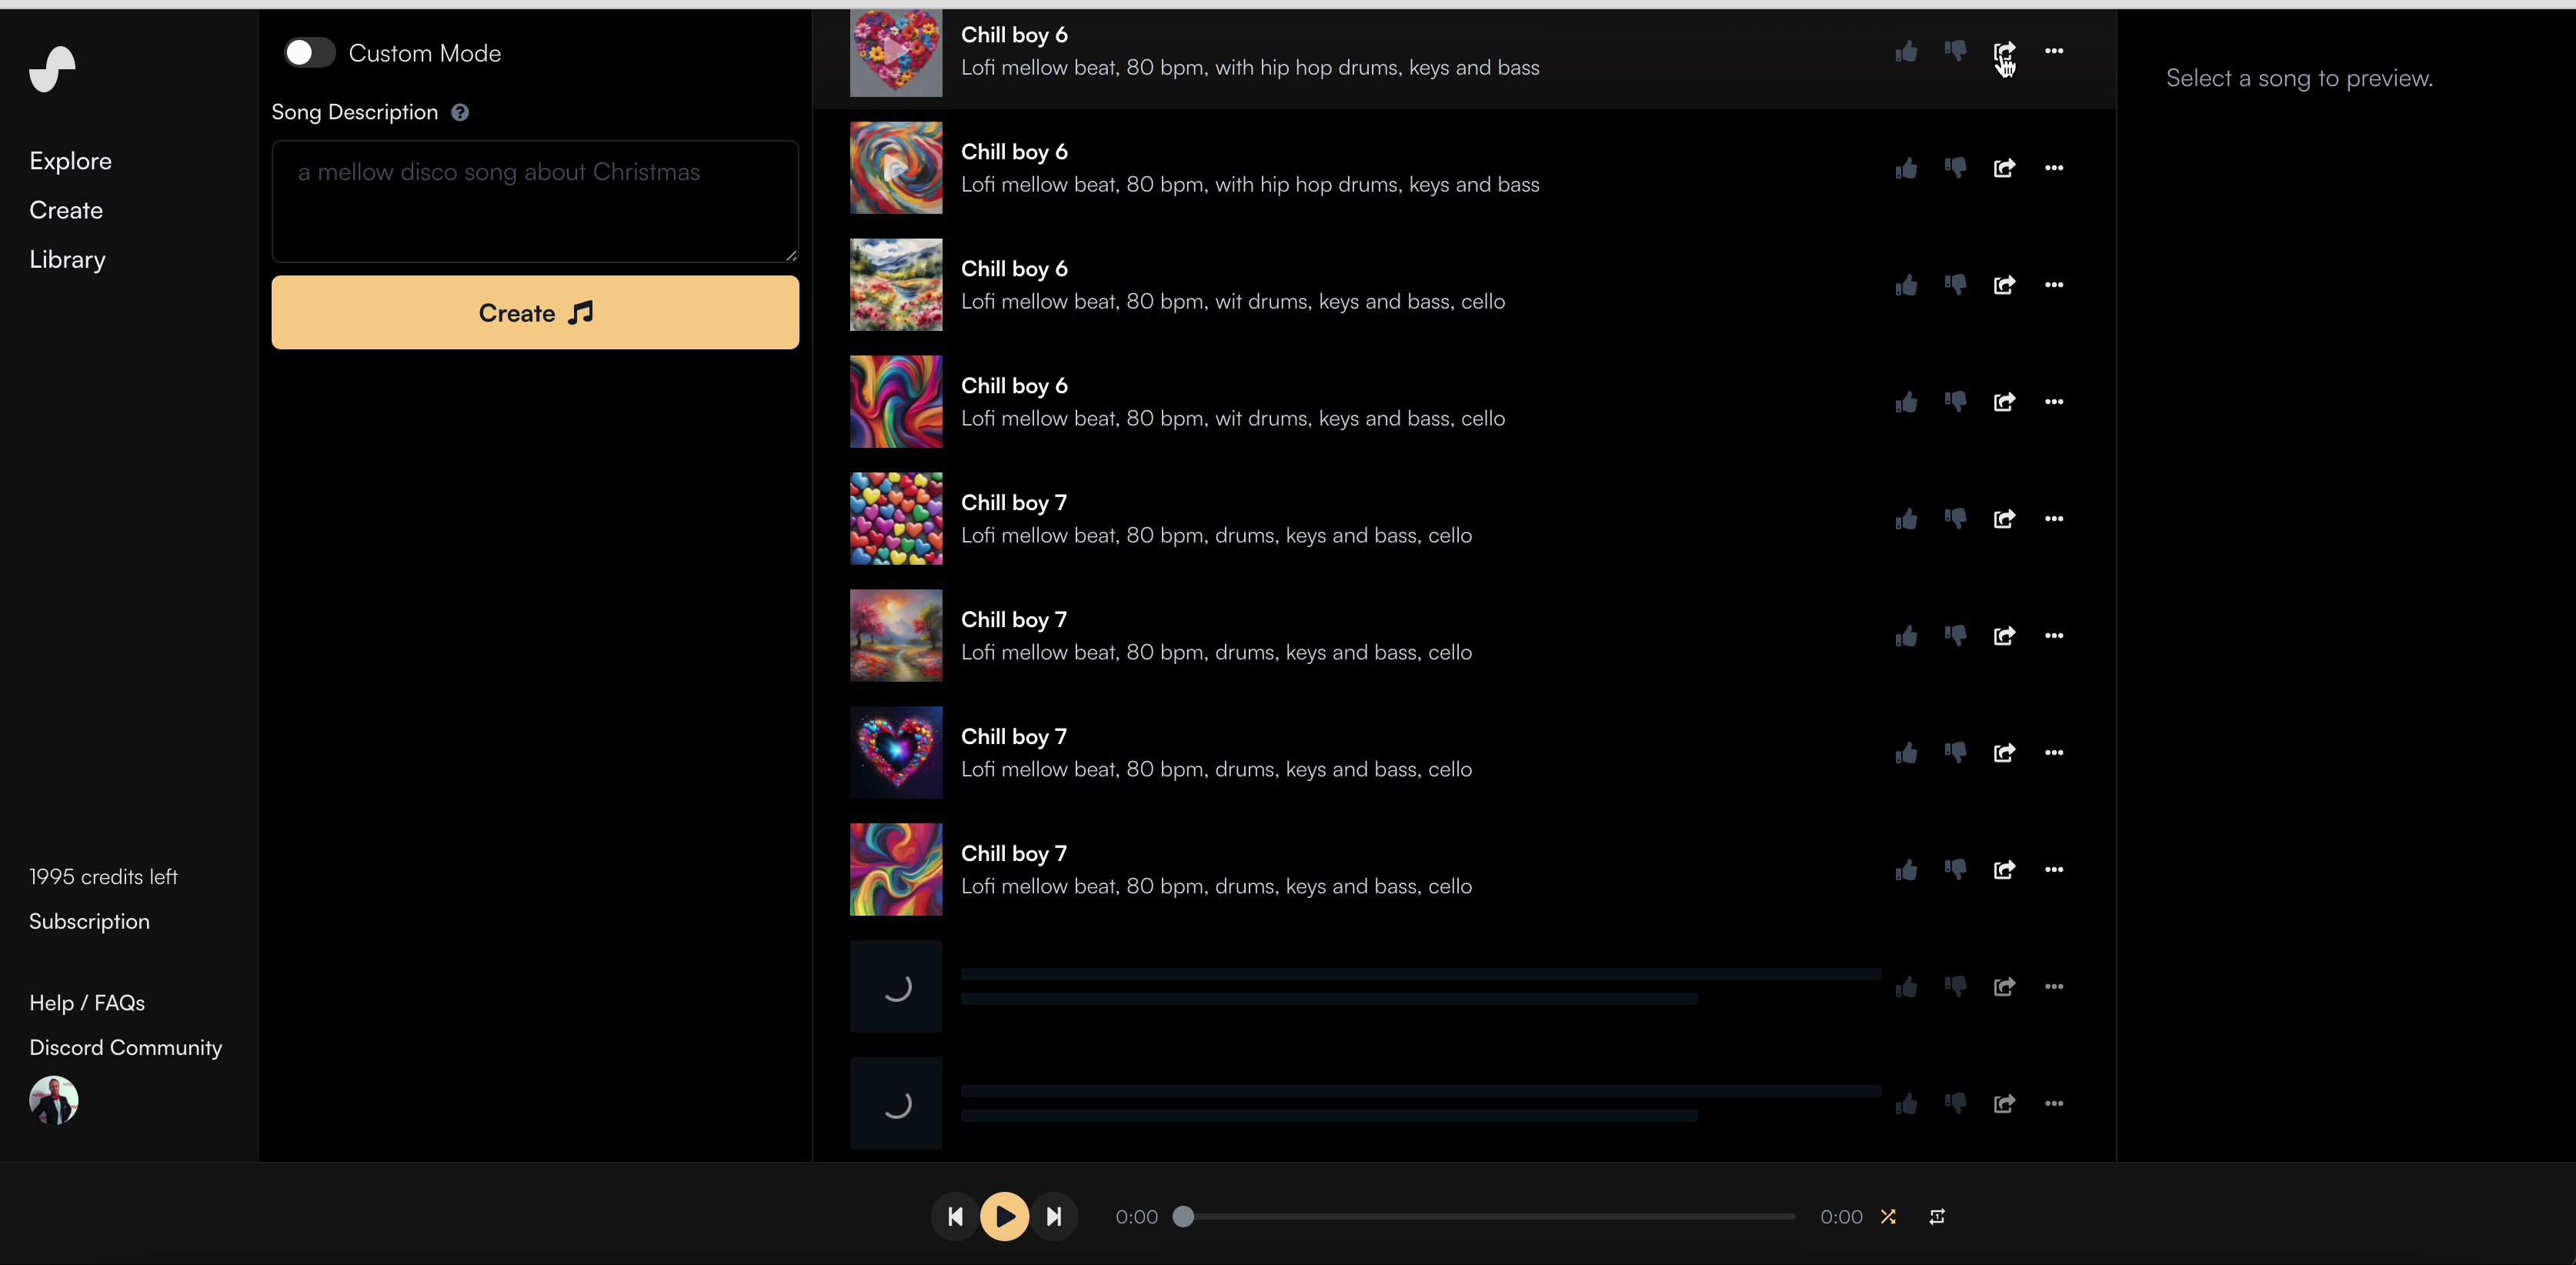 Explore
Create
Library
1995 credits left
Subscription
Help / FAQs
Discord Community
Custom Mode
Song Description ?
a mellow disco song about Christmas
Create
Chill boy 6
Lofi mellow beat, 80 bpm, with hip hop drums, keys and bass
Chill boy 6
Lofi mellow beat, 80 bpm, with hip hop drums, keys and bass
Chill boy 6
Lofi mellow beat, 80 bpm, wit drums, keys and bass, cello
Chill boy 6
Lofi mellow beat, 80 bpm, wit drums, keys and bass, cello
Chill boy 7
Lofi mellow beat, 80 bpm, drums, keys and bass, cello
Chill boy 7
Lofi mellow beat, 80 bpm, drums, keys and bass, cello
Chill boy 7
Lofi mellow beat, 80 bpm, drums, keys and bass, cello
Chill boy 7
Lofi mellow beat, 80 bpm, drums, keys and bass, cello
Select a song to preview.
0:00
0:00